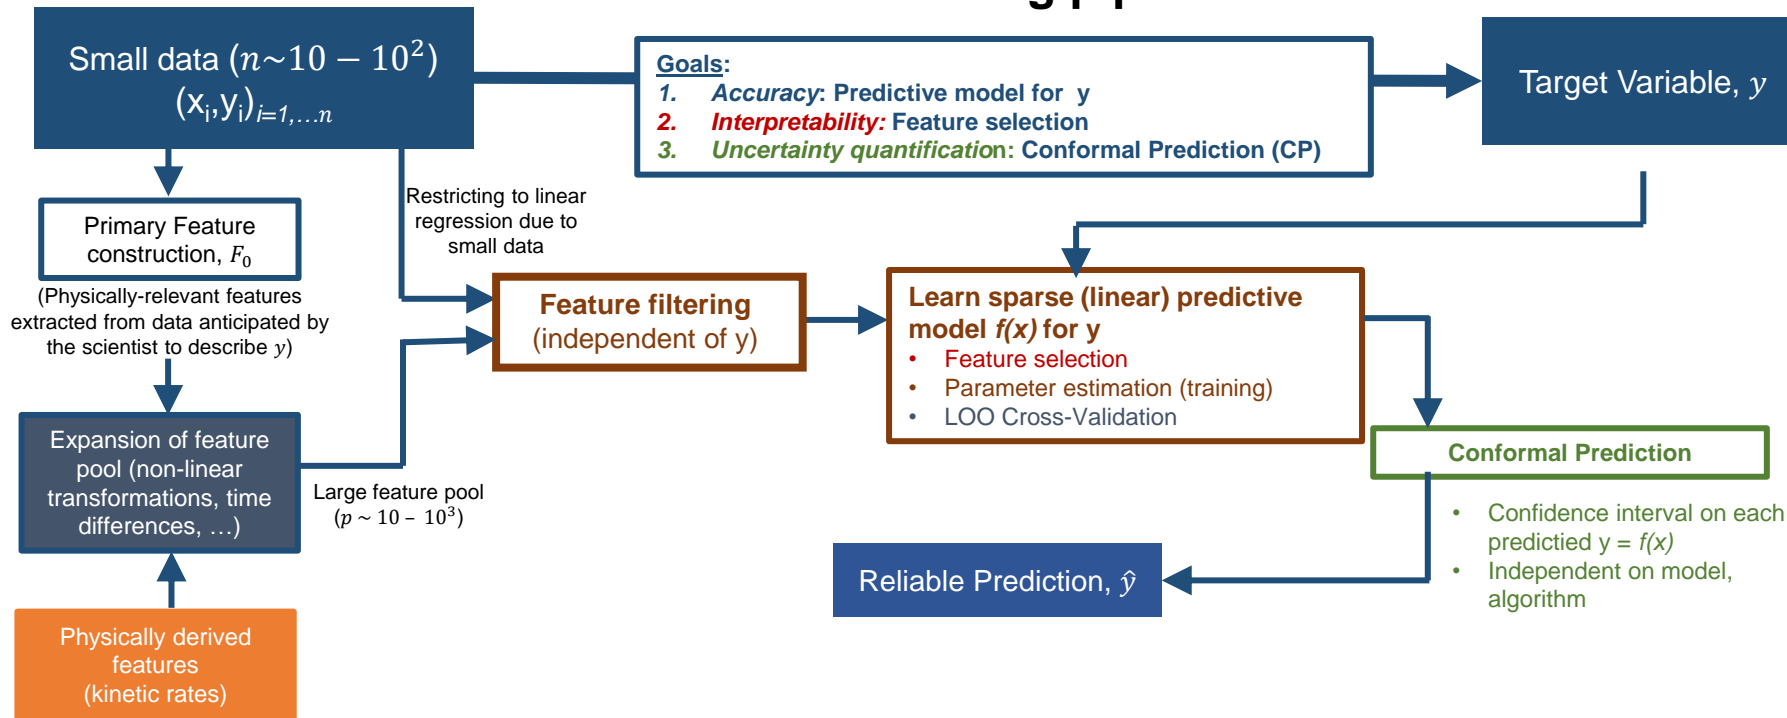 Small data (n~10 – 10²)
(xᵢ,yᵢ)i=1,…n
Goals:
1. Accuracy: Predictive model for y
2. Interpretability: Feature selection
3. Uncertainty quantification: Conformal Prediction (CP)
Target Variable, y
Primary Feature
construction, F₀
(Physically-relevant features
extracted from data anticipated by
the scientist to describe y)
Restricting to linear
regression due to
small data
Feature filtering
(independent of y)
Learn sparse (linear) predictive
model f(x) for y
• Feature selection
• Parameter estimation (training)
• LOO Cross-Validation
Expansion of feature
pool (non-linear
transformations, time
differences, …)
Large feature pool
(p ~ 10 – 10³)
Conformal Prediction
• Confidence interval on each
predictied y = f(x)
• Independent on model,
algorithm
Reliable Prediction, ŷ
Physically derived
features
(kinetic rates)